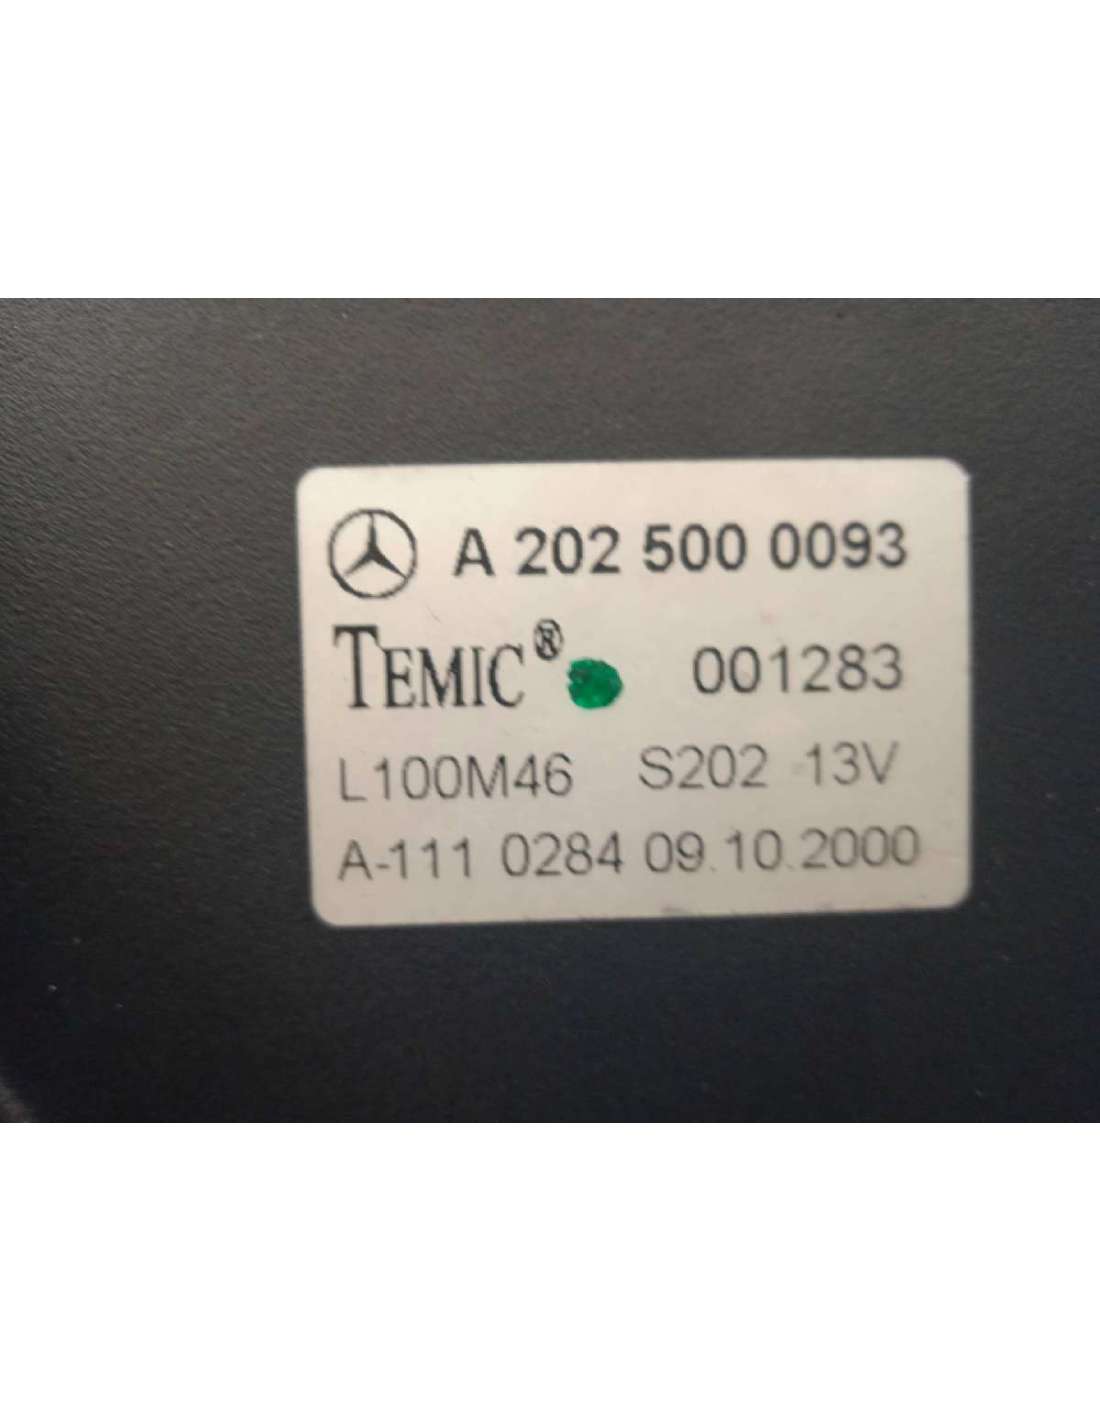 A 202 500 0093
TEMIC® 001283
L100M46 S202 13V
A-111 0284 09.10.2000